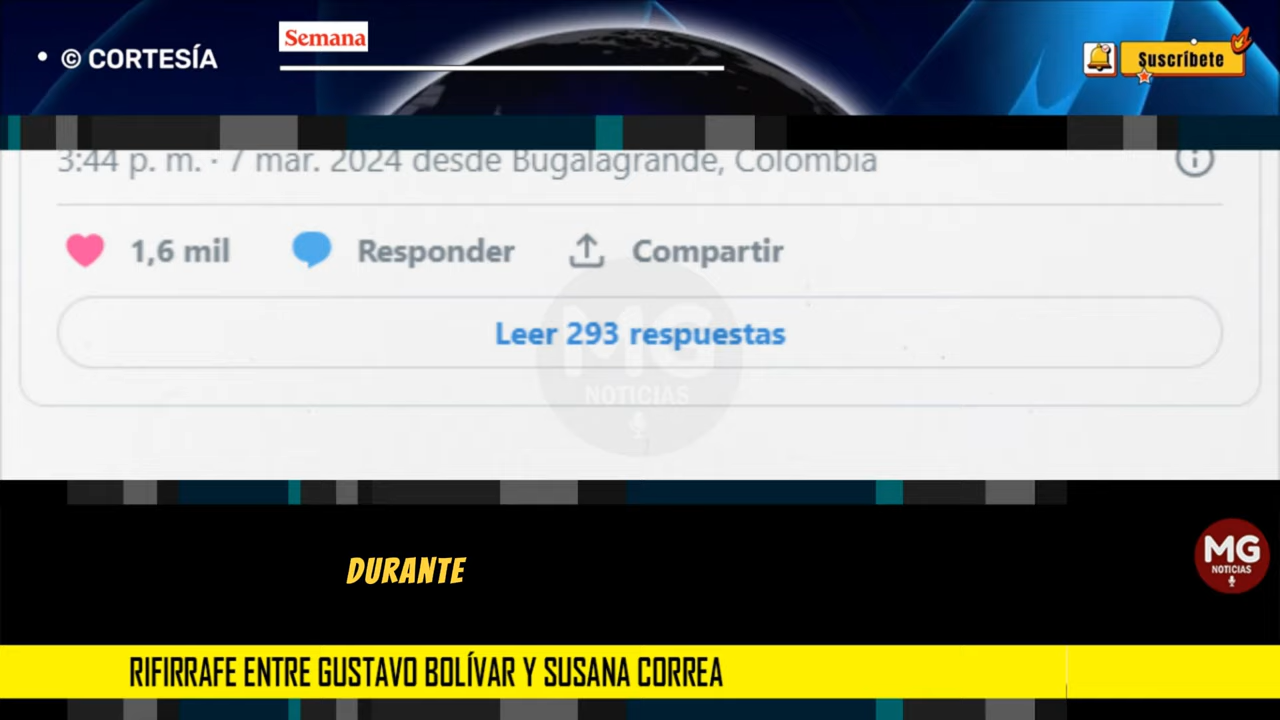 Semana
• © CORTESÍA
Suscríbete
3:44 p. m. · 7 mar. 2024 desde Bugalagrande, Colombia
1,6 mil Responder Compartir
Leer 293 respuestas
MG
NOTICIAS
DURANTE
MG
NOTICIAS
RIFIRRAFE ENTRE GUSTAVO BOLÍVAR Y SUSANA CORREA